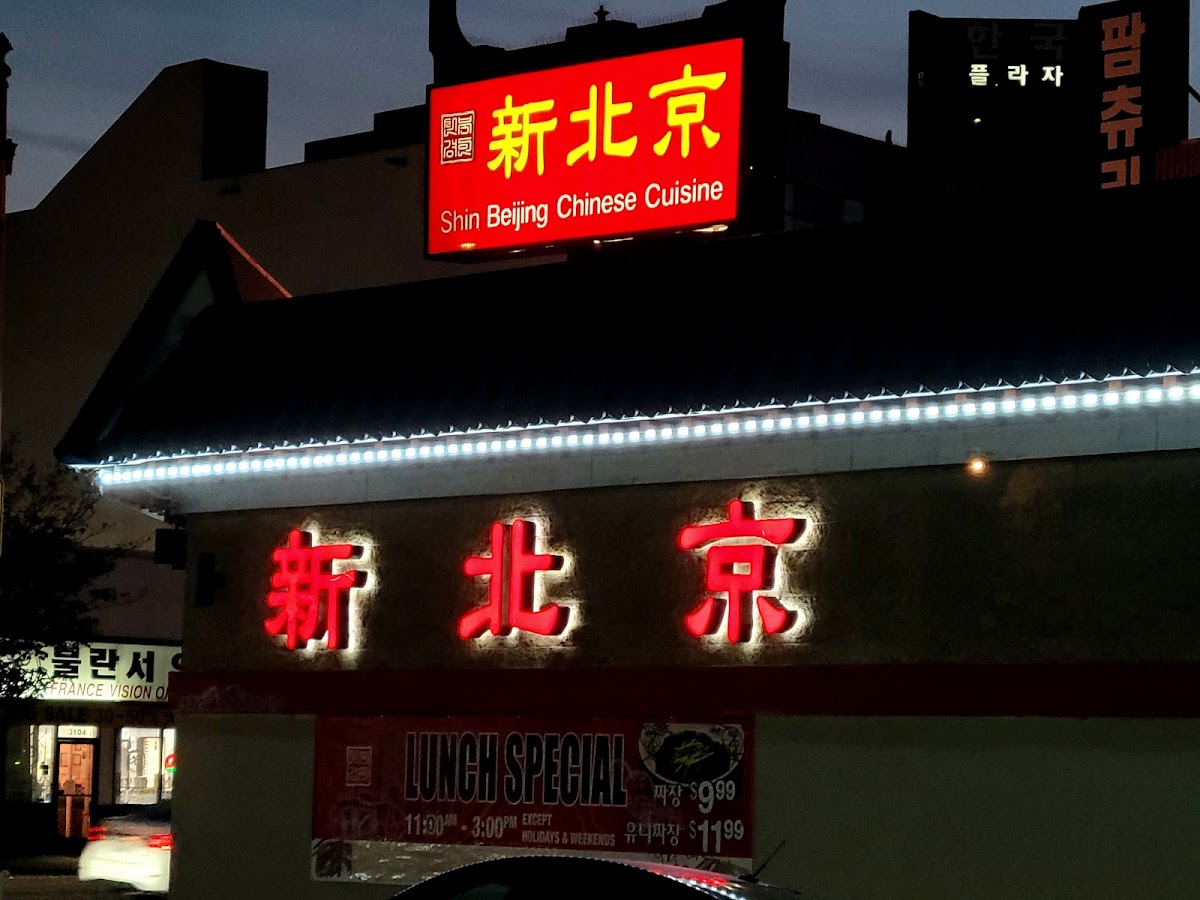 한국
플라자
팜츄리
新北京
Shin Beijing Chinese Cuisine
新北京
불란서
FRANCE VISION
3104
LUNCH SPECIAL
11:00AM - 3:00PM EXCEPT
HOLIDAYS & WEEKENDS
짜장 $9.99
유니짜장 $11.99